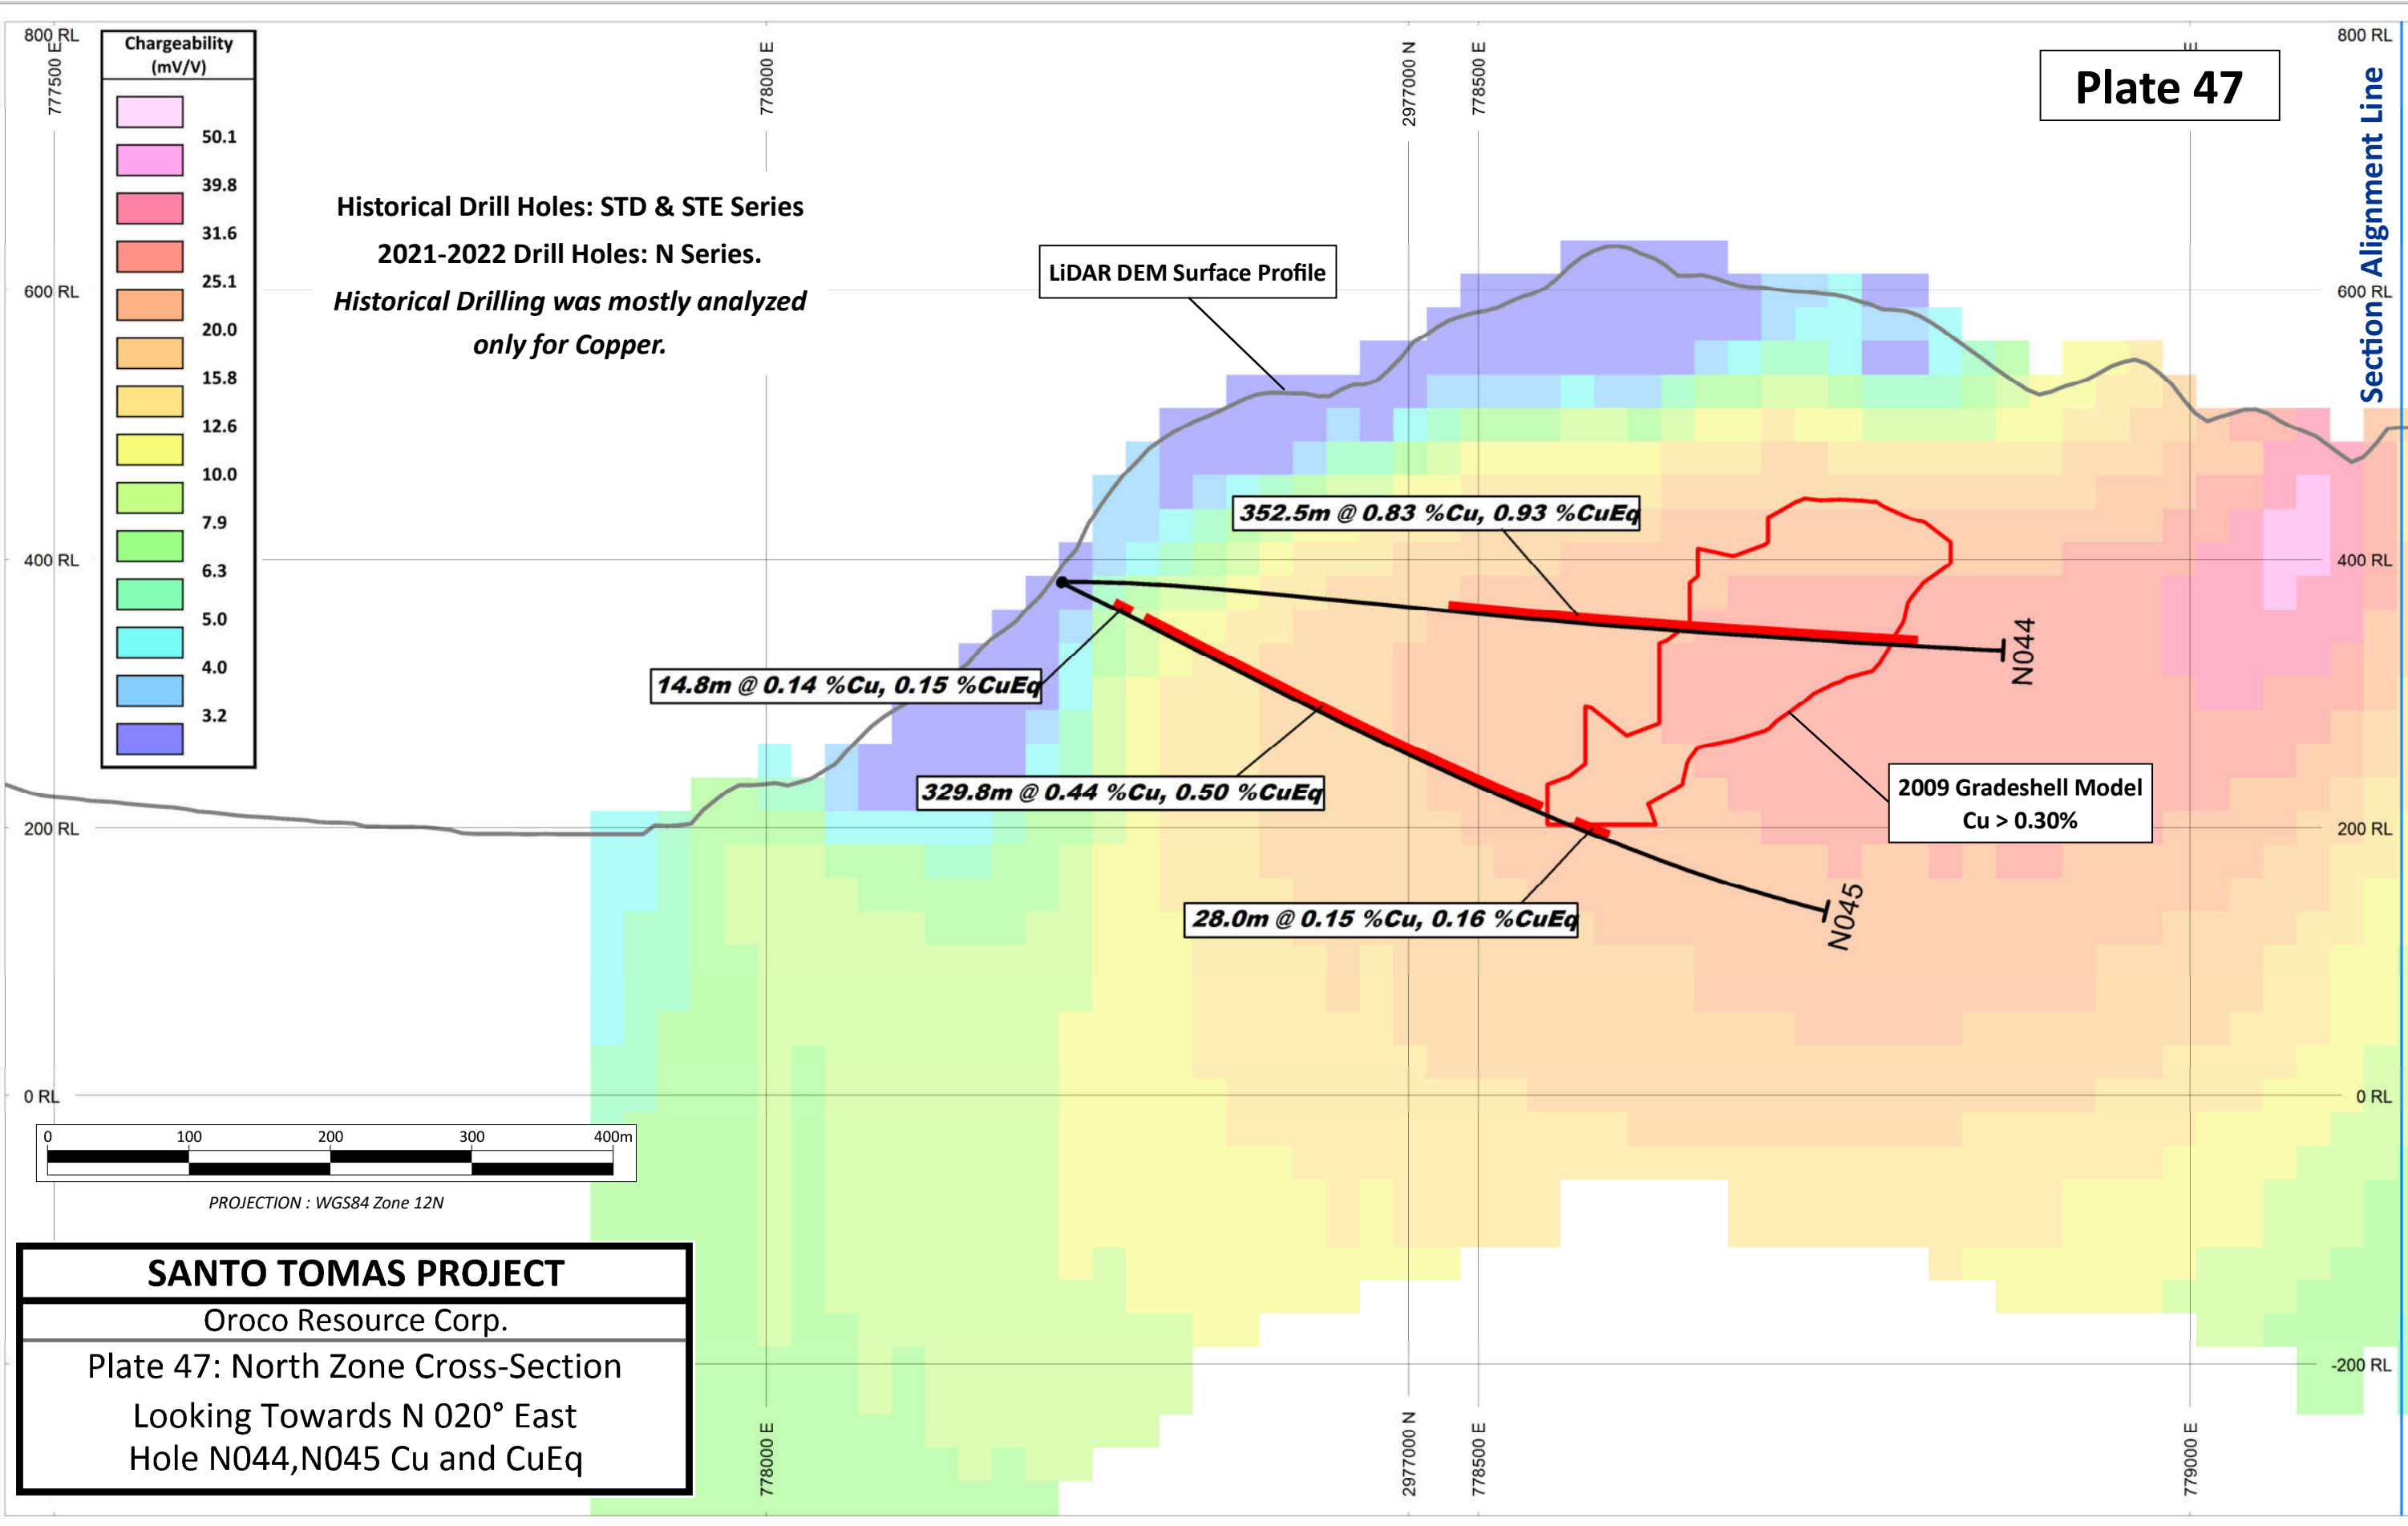 800 RL
777500 E
Chargeability
(mV/V)
50.1
39.8
31.6
25.1
20.0
15.8
12.6
10.0
7.9
6.3
5.0
4.0
3.2
778000 E
2977000 N
778500 E
E
800 RL
Plate 47
Section Alignment Line
Historical Drill Holes: STD & STE Series
2021-2022 Drill Holes: N Series.
Historical Drilling was mostly analyzed
only for Copper.
LiDAR DEM Surface Profile
600 RL
600 RL
352.5m @ 0.83 %Cu, 0.93 %CuEq
400 RL
400 RL
N044
14.8m @ 0.14 %Cu, 0.15 %CuEq
329.8m @ 0.44 %Cu, 0.50 %CuEq
2009 Gradeshell Model
Cu > 0.30%
200 RL
200 RL
28.0m @ 0.15 %Cu, 0.16 %CuEq
N045
0 RL
0 RL
0 100 200 300 400m
PROJECTION : WGS84 Zone 12N
SANTO TOMAS PROJECT
Oroco Resource Corp.
Plate 47: North Zone Cross-Section
Looking Towards N 020° East
Hole N044,N045 Cu and CuEq
-200 RL
778000 E
2977000 N
778500 E
779000 E